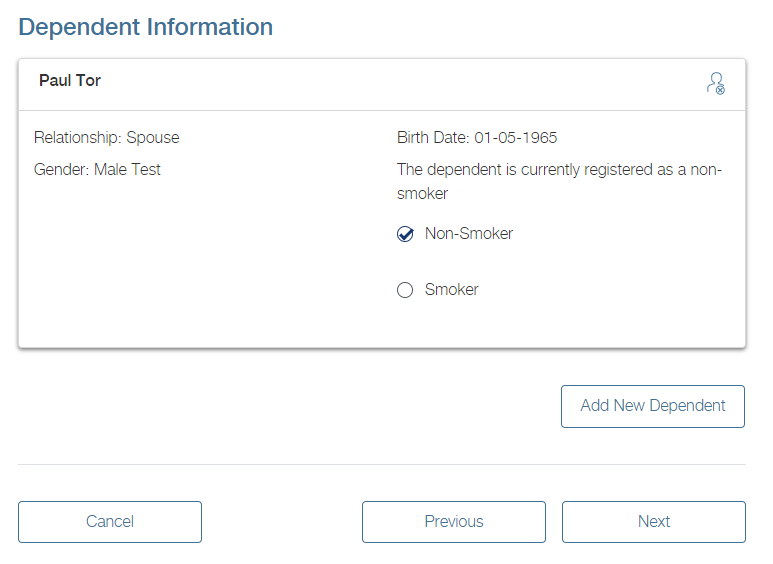 Dependent Information
Paul Tor
Relationship: Spouse
Birth Date: 01-05-1965
Gender: Male Test
The dependent is currently registered as a non-
smoker
Non-Smoker
Smoker
Add New Dependent
Cancel
Previous
Next